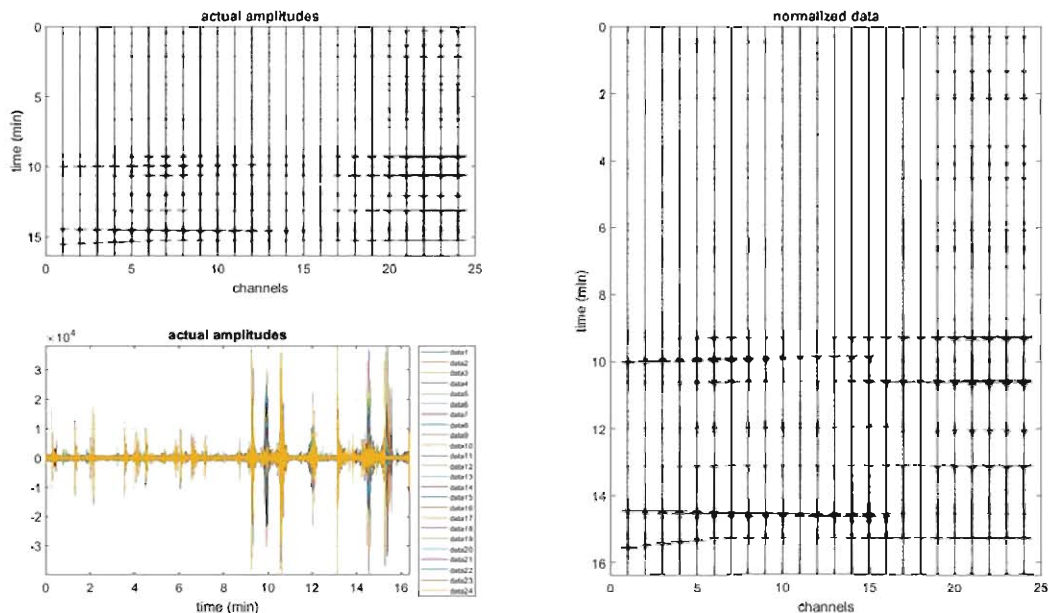 actual amplitudes
0
5
10
15
time (min)
0 5 10 15 20 25
channels
actual amplitudes
×10^4
3
2
1
0
-1
-2
-3
0 2 4 6 8 10 12 14 16
time (min)
data1
data2
data3
data4
data5
data6
data7
data8
data9
data10
data11
data12
data13
data14
data15
data16
data17
data18
data19
data20
data21
data22
data23
data24
normalized data
0
2
4
6
8
10
12
14
16
time (min)
0 5 10 15 20 25
channels